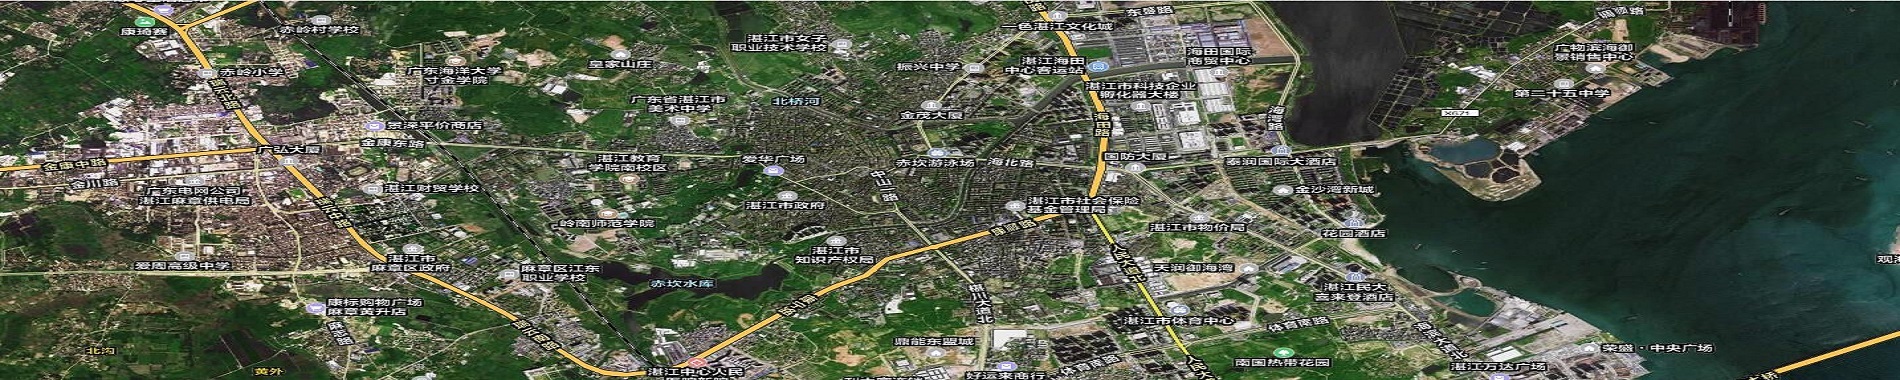 康琦赛
赤岭村学校
湛江市女子
职业技术学校
一色湛江文化城
东登路
海田国际
商贸中心
广物滨海御
景销售中心
赤岭小学
广东海洋大学
寸金学院
皇家山庄
振兴中学
湛江海田
中心客运站
湛江市科技企业
孵化器大楼
第二十五中学
广东省湛江市
美术中学
北桥河
金茂大厦
海田路
海湾路
X671
景深平价商店
金康东路
广弘大厦
金康中路
金川路
湛江教育
学院南校区
爱华广场
赤坎游泳场
海北路
国防大厦
泰润国际大酒店
广东电网公司
湛江麻章供电局
湛江财贸学校
中山一路
湛江市政府
湛江市社会保险
基金管理局
金沙湾新城
岭南师范学院
康顺路
湛江市物价局
花园酒店
湛江市
知识产权局
爱周高级中学
湛江市
麻章区政府
麻章区江东
职业学校
赤坎水库
椹川大道北
天润御海湾
湛江民大
喜来登酒店
观海
康标购物广场
麻章黄升店
湛江市体育中心
体育南路
北沟
黄外
湛江中心人民
鼎能东盟城
好运来商行
体育南路
南国热带花园
荣盛·中央广场
湛江万达广场